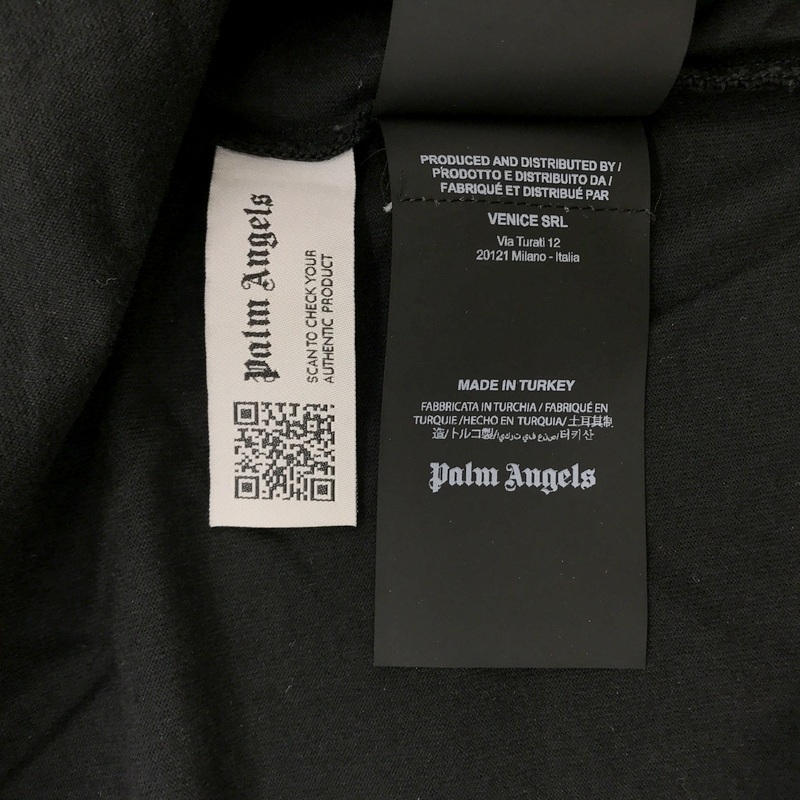 Palm Angels
SCAN TO CHECK YOUR
AUTHENTIC PRODUCT
PRODUCED AND DISTRIBUTED BY /
PRODOTTO E DISTRIBUITO DA /
FABRIQUÉ ET DISTRIBUÉ PAR
VENICE SRL
Via Turati 12
20121 Milano - Italia
MADE IN TURKEY
FABBRICATA IN TURCHIA / FABRIQUÉ EN
TURQUIE / HECHO EN TURQUIA / 土耳其制
造 / トルコ製 / 터키산
Palm Angels